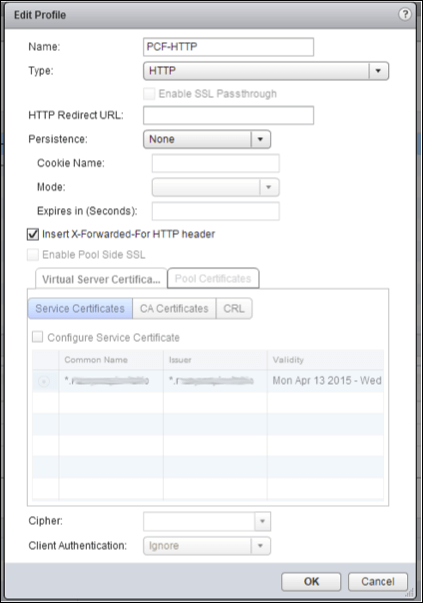 Edit Profile ?
Name: PCF-HTTP
Type: HTTP
Enable SSL Passthrough
HTTP Redirect URL:
Persistence: None
Cookie Name:
Mode:
Expires in (Seconds):
Insert X-Forwarded-For HTTP header
Enable Pool Side SSL
Virtual Server Certifica... Pool Certificates
Service Certificates CA Certificates CRL
Configure Service Certificate
Common Name Issuer Validity
Mon Apr 13 2015 - Wed
Cipher:
Client Authentication: Ignore
OK Cancel